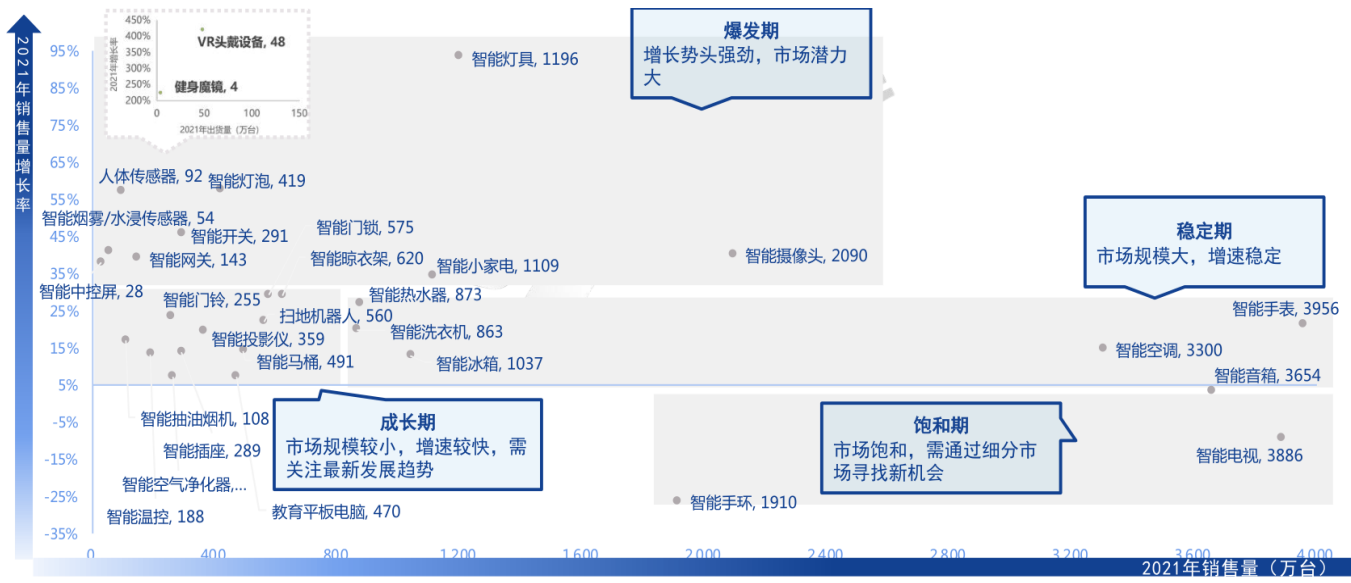 2021年销售量增长率
95%
85%
75%
65%
55%
45%
35%
25%
15%
5%
-5%
-15%
-25%
-35%
450%
400%
350%
300%
250%
200%
2021年增长率
VR头戴设备, 48
健身魔镜, 4
0
50
100
150
2021年出货量（万台）
爆发期
增长势头强劲，市场潜力
大
智能灯具, 1196
人体传感器, 92
智能灯泡, 419
智能烟雾/水浸传感器, 54
智能开关, 291
智能门锁, 575
智能网关, 143
智能晾衣架, 620
智能小家电, 1109
智能摄像头, 2090
稳定期
市场规模大，增速稳定
智能中控屏, 28
智能门铃, 255
智能热水器, 873
扫地机器人, 560
智能手表, 3956
智能投影仪, 359
智能洗衣机, 863
智能马桶, 491
智能冰箱, 1037
智能空调, 3300
智能音箱, 3654
智能抽油烟机, 108
智能插座, 289
智能空气净化器,...
智能温控, 188
教育平板电脑, 470
成长期
市场规模较小，增速较快，需
关注最新发展趋势
饱和期
市场饱和，需通过细分市
场寻找新机会
智能电视, 3886
智能手环, 1910
0
400
800
1,200
1,600
2,000
2,400
2,800
3,200
3,600
4,000
2021年销售量（万台）